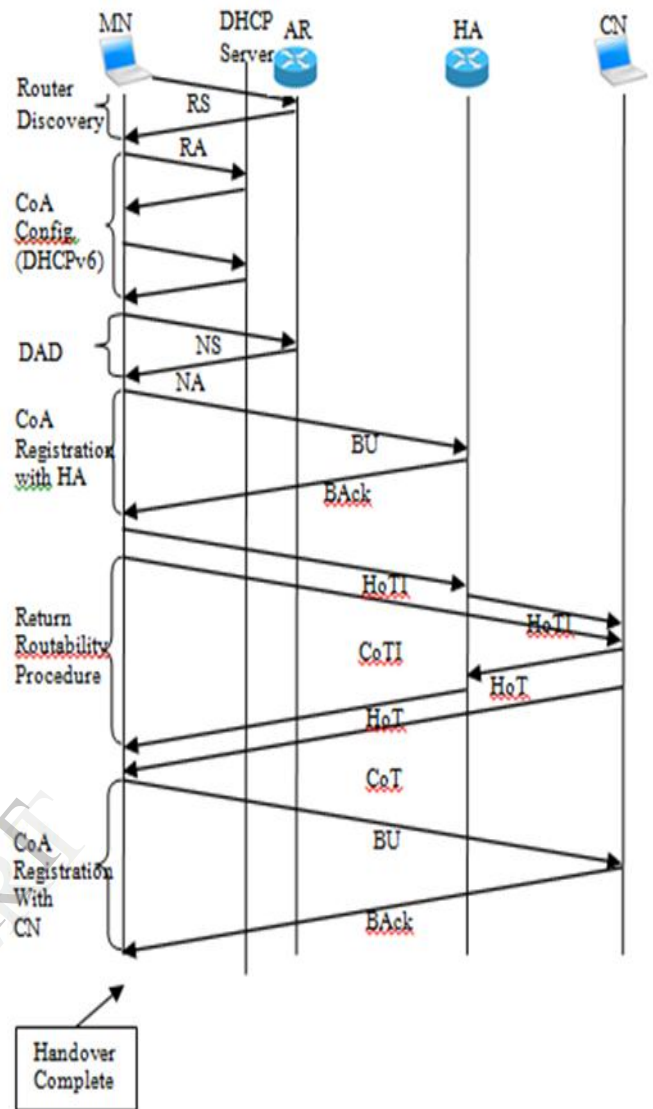 MN
DHCP
Server
AR
HA
CN
Router
Discovery
RS
RA
CoA
Config.
(DHCPv6)
DAD
NS
NA
CoA
Registration
with HA
BU
BAck
HoTI
HoTI
Return
Routability
Procedure
CoTI
HoT
HoT
CoT
CoA
Registration
With
CN
BU
BAck
Handover
Complete